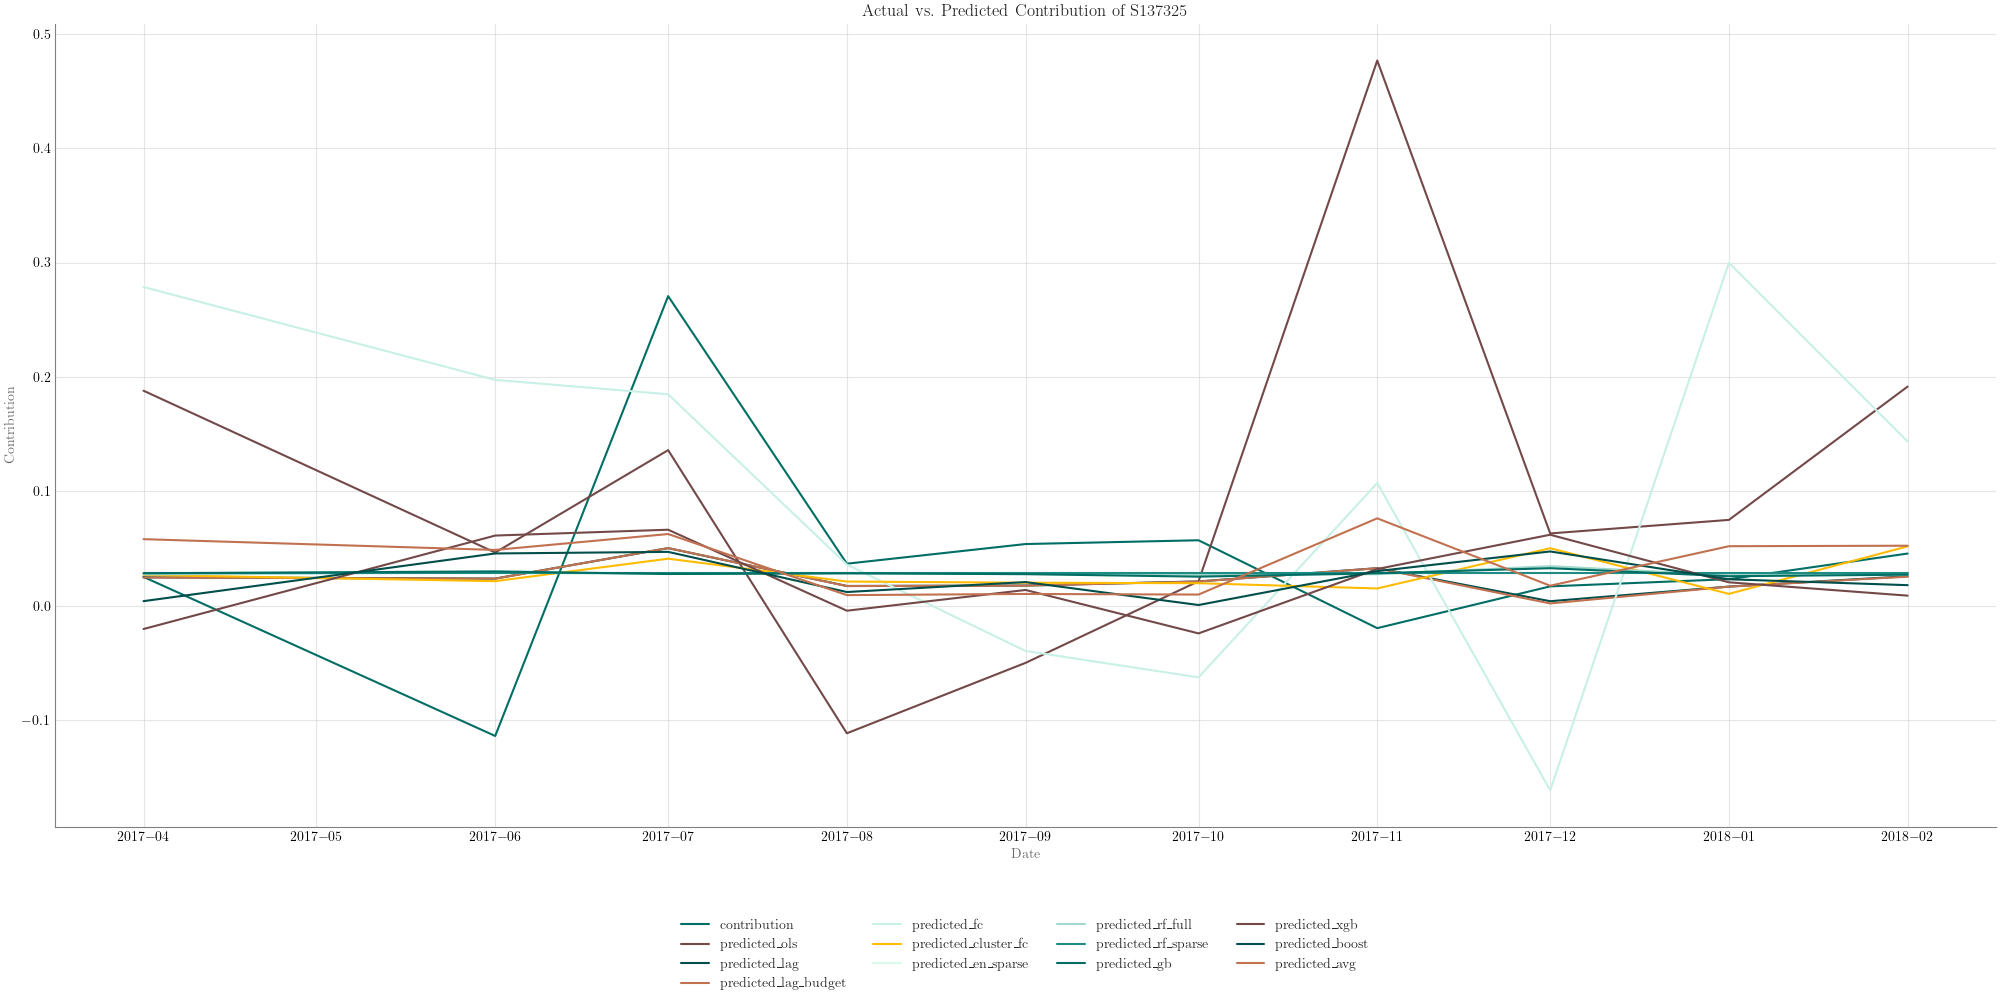 Actual vs. Predicted Contribution of S137325
0.5
0.4
0.3
0.2
0.1
0.0
−0.1
Contribution
2017−04 2017−05 2017−06 2017−07 2017−08 2017−09 2017−10 2017−11 2017−12 2018−01 2018−02
Date
contribution predicted_fc predicted_rf_full predicted_xgb
predicted_ols predicted_cluster_fc predicted_rf_sparse predicted_boost
predicted_lag predicted_en_sparse predicted_gb predicted_avg
predicted_lag_budget